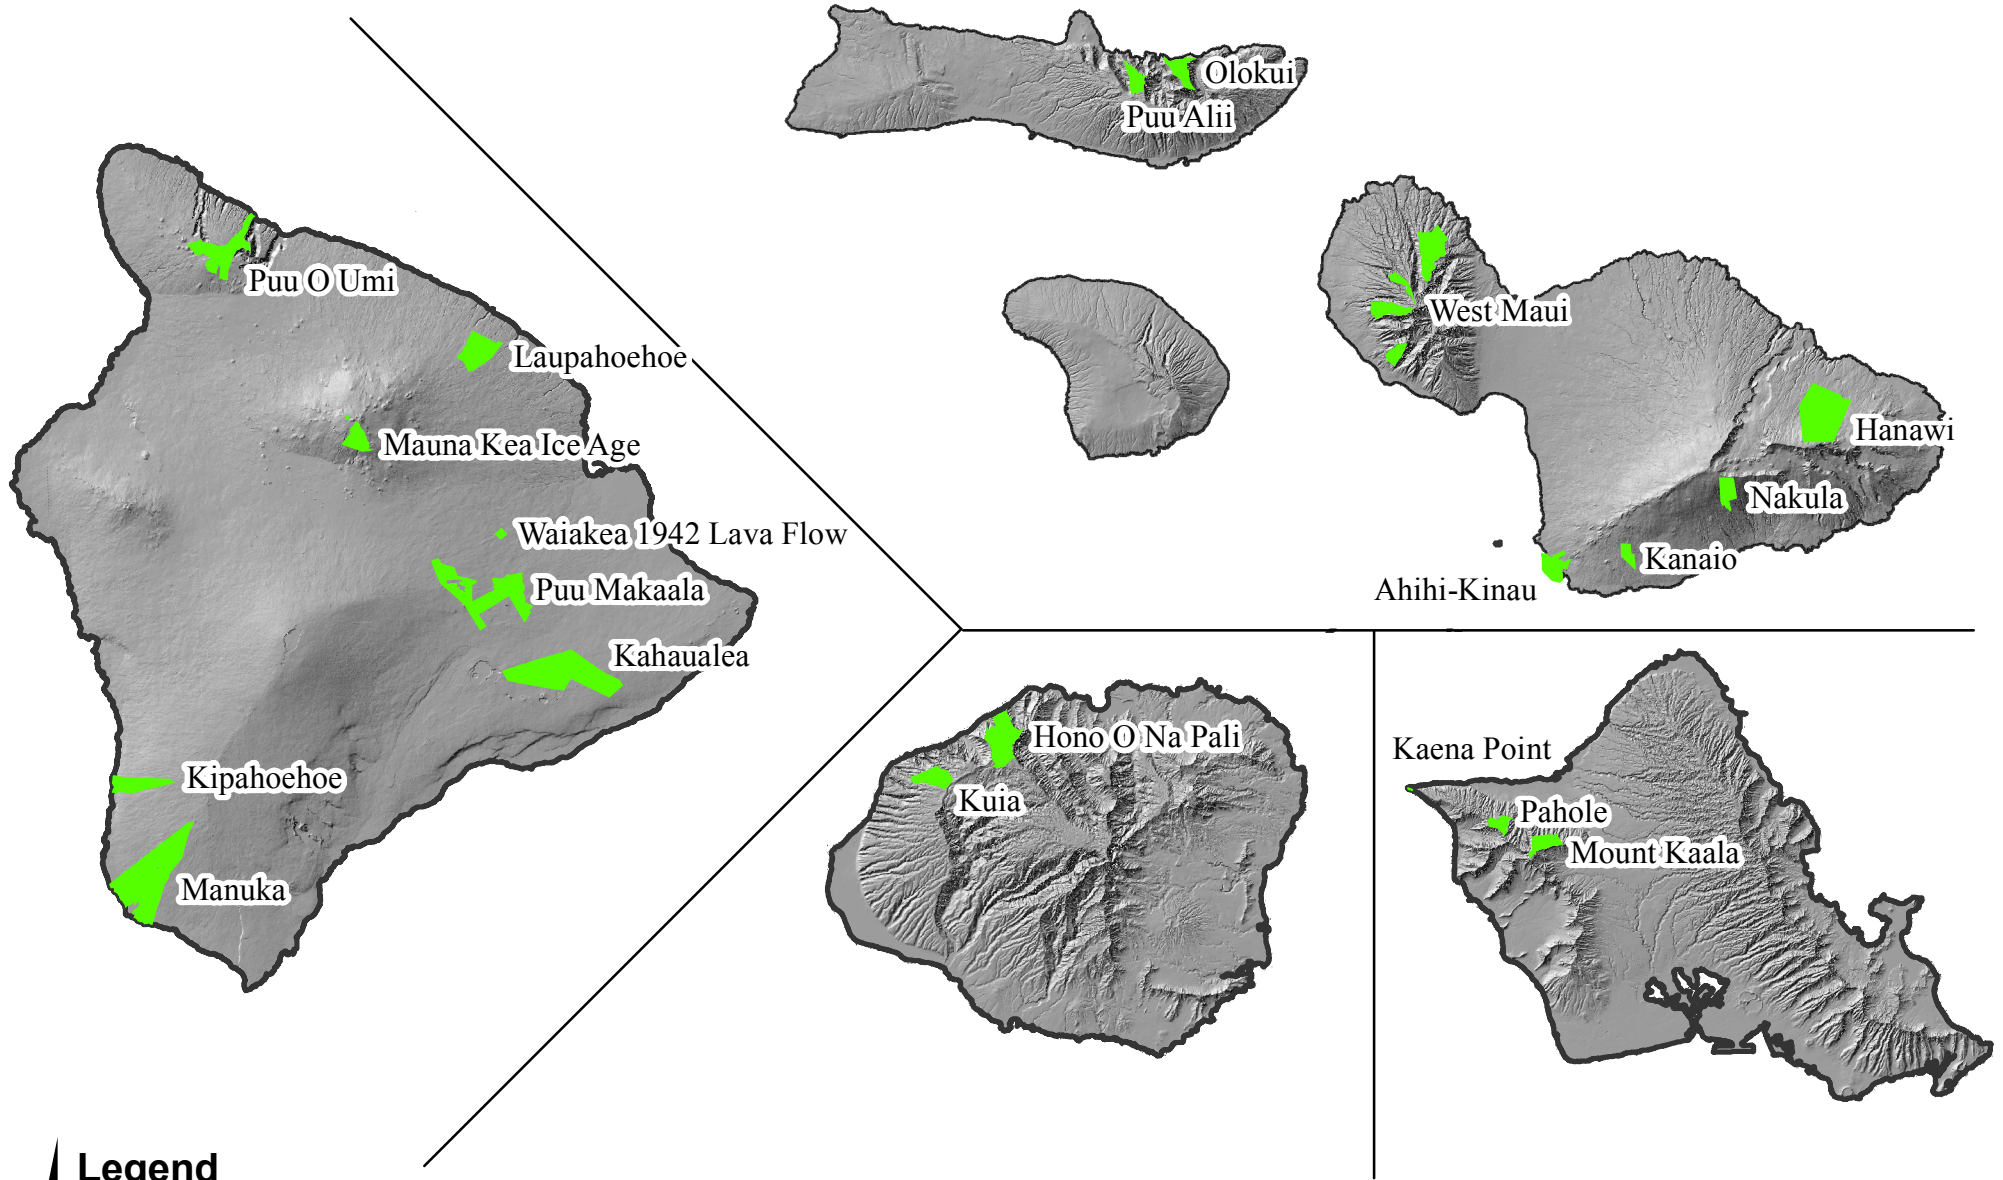 Olokui
Puu Alii
Puu O Umi
West Maui
Laupahoehoe
Hanawi
Mauna Kea Ice Age
Nakula
Waiakea 1942 Lava Flow
Kanaio
Puu Makaala
Ahihi-Kinau
Kahaualea
Hono O Na Pali
Kaena Point
Kipahoehoe
Kuia
Pahole
Mount Kaala
Manuka
Legend